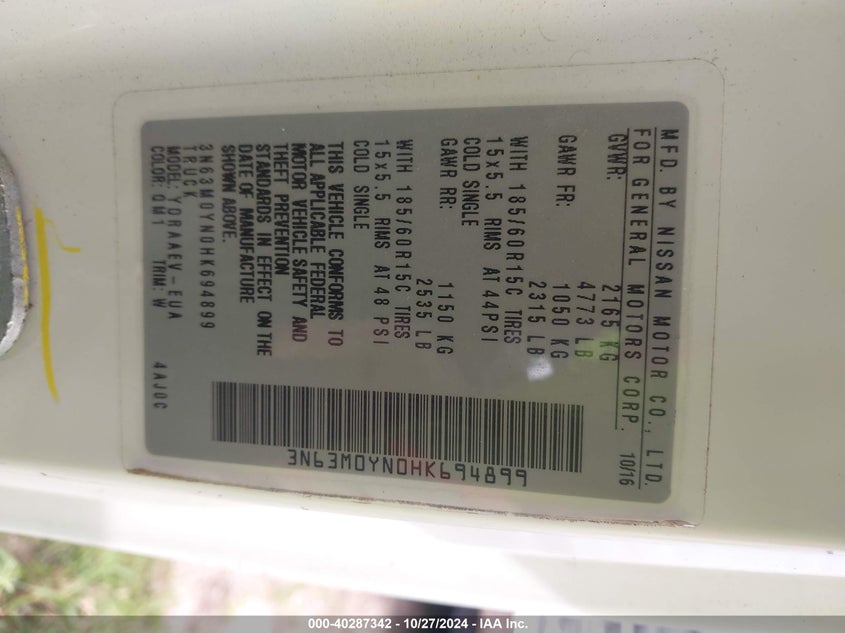 MFD. BY NISSAN MOTOR CO., LTD.
FOR GENERAL MOTORS CORP. 10/16
GVWR: 2165 KG
4773 LB
GAWR FR: 1050 KG
2315 LB
WITH 185/60R15C TIRES
15x5.5 RIMS AT 44PSI
COLD SINGLE
GAWR RR: 1150 KG
2535 LB
WITH 185/60R15C TIRES
15x5.5 RIMS AT 48 PSI
COLD SINGLE
THIS VEHICLE CONFORMS TO
ALL APPLICABLE FEDERAL
MOTOR VEHICLE SAFETY AND
THEFT PREVENTION
STANDARDS IN EFFECT ON THE
DATE OF MANUFACTURE
SHOWN ABOVE.
3N63M0YN0HK694899
TRUCK
MODEL: YORAAEV-EUA
COLOR: QM1 TRIM: W 4AJ0C
3N63M0YN0HK694899
000-40287342 - 10/27/2024 - IAA Inc.